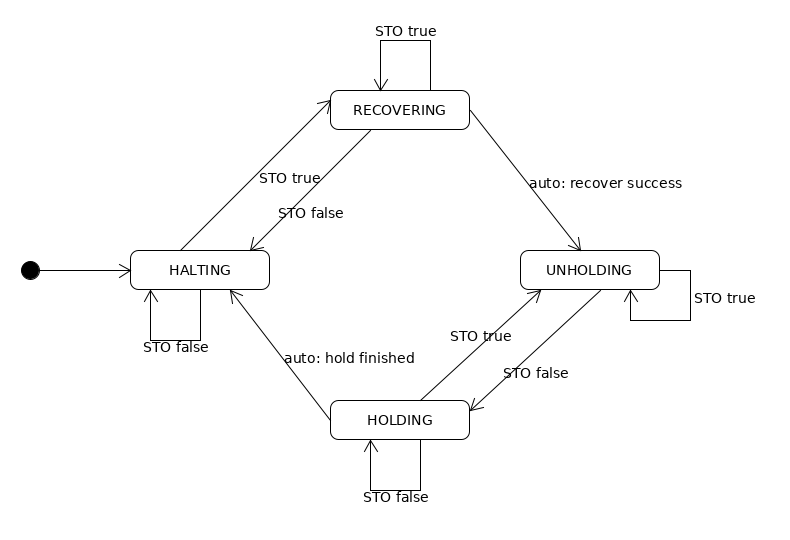 STO true
RECOVERING
STO true
auto: recover success
STO false
HALTING
UNHOLDING
STO true
STO false
STO true
auto: hold finished
STO false
HOLDING
STO false